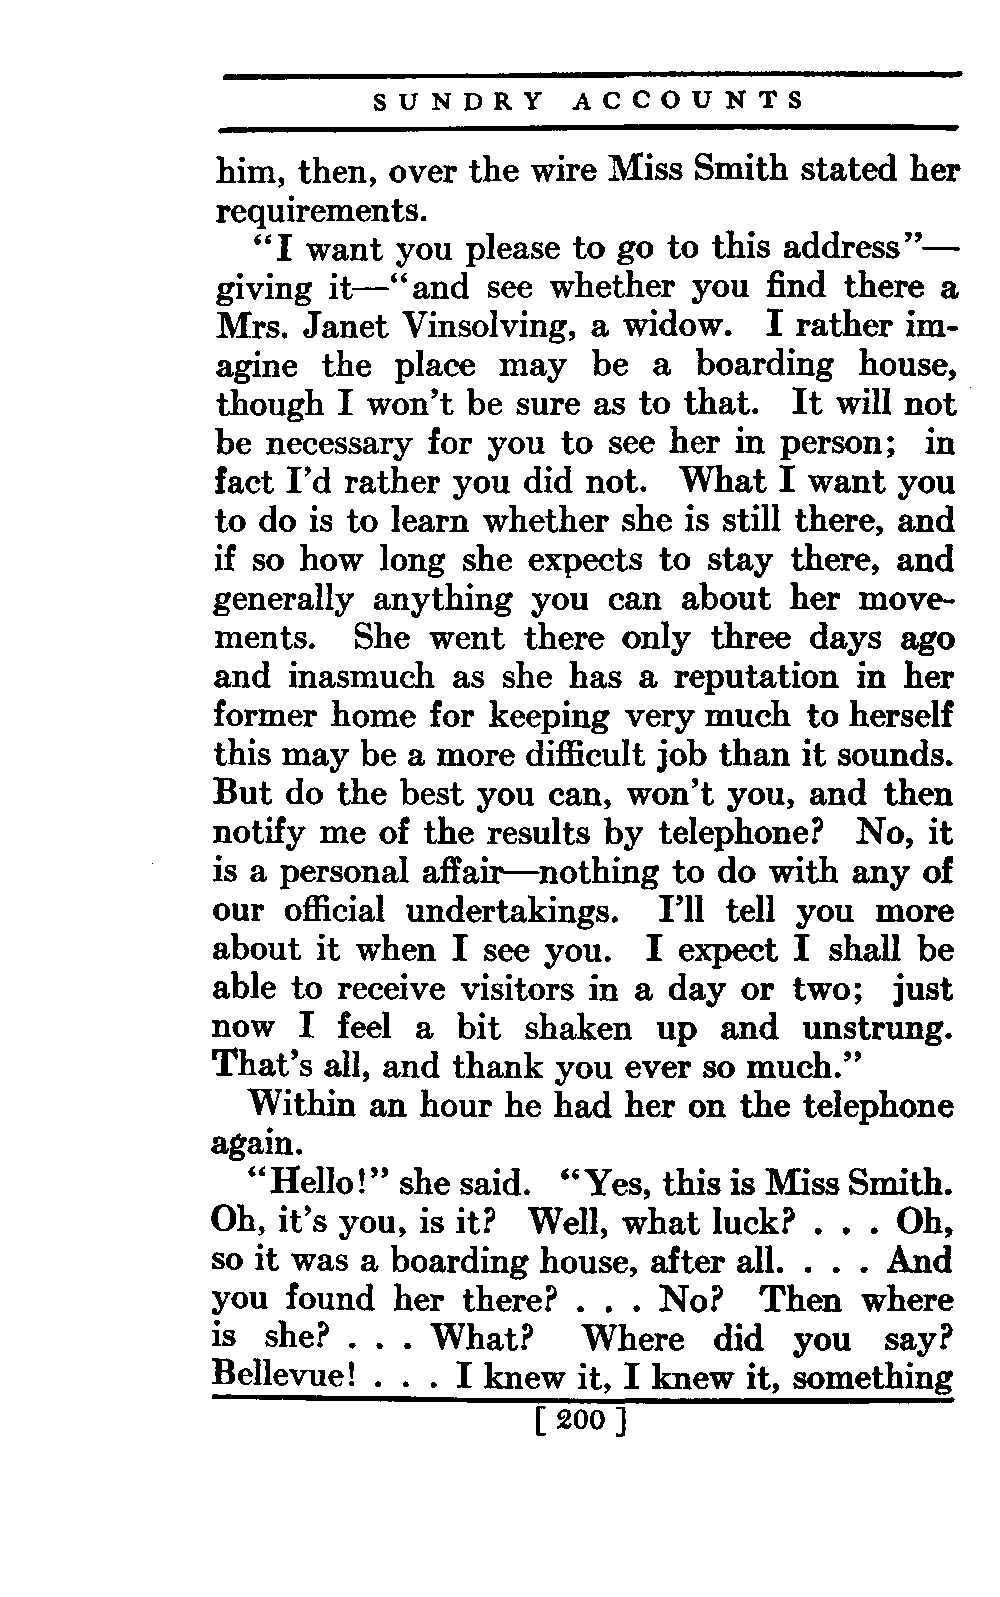 SUNDRY ACCOUNTS
him, then, over the wire Miss Smith stated her
requirements.
“I want you please to go to this address”—
giving it—“and see whether you find there a
Mrs. Janet Vinsolving, a widow. I rather im-
agine the place may be a boarding house,
though I won’t be sure as to that. It will not
be necessary for you to see her in person; in
fact I’d rather you did not. What I want you
to do is to learn whether she is still there, and
if so how long she expects to stay there, and
generally anything you can about her move-
ments. She went there only three days ago
and inasmuch as she has a reputation in her
former home for keeping very much to herself
this may be a more difficult job than it sounds.
But do the best you can, won’t you, and then
notify me of the results by telephone? No, it
is a personal affair—nothing to do with any of
our official undertakings. I’ll tell you more
about it when I see you. I expect I shall be
able to receive visitors in a day or two; just
now I feel a bit shaken up and unstrung.
That’s all, and thank you ever so much.”
Within an hour he had her on the telephone
again.
“Hello!” she said. “Yes, this is Miss Smith.
Oh, it’s you, is it? Well, what luck? . . . Oh,
so it was a boarding house, after all. . . . And
you found her there? . . . No? Then where
is she? . . . What? Where did you say?
Bellevue! . . . I knew it, I knew it, something
[ 200 ]